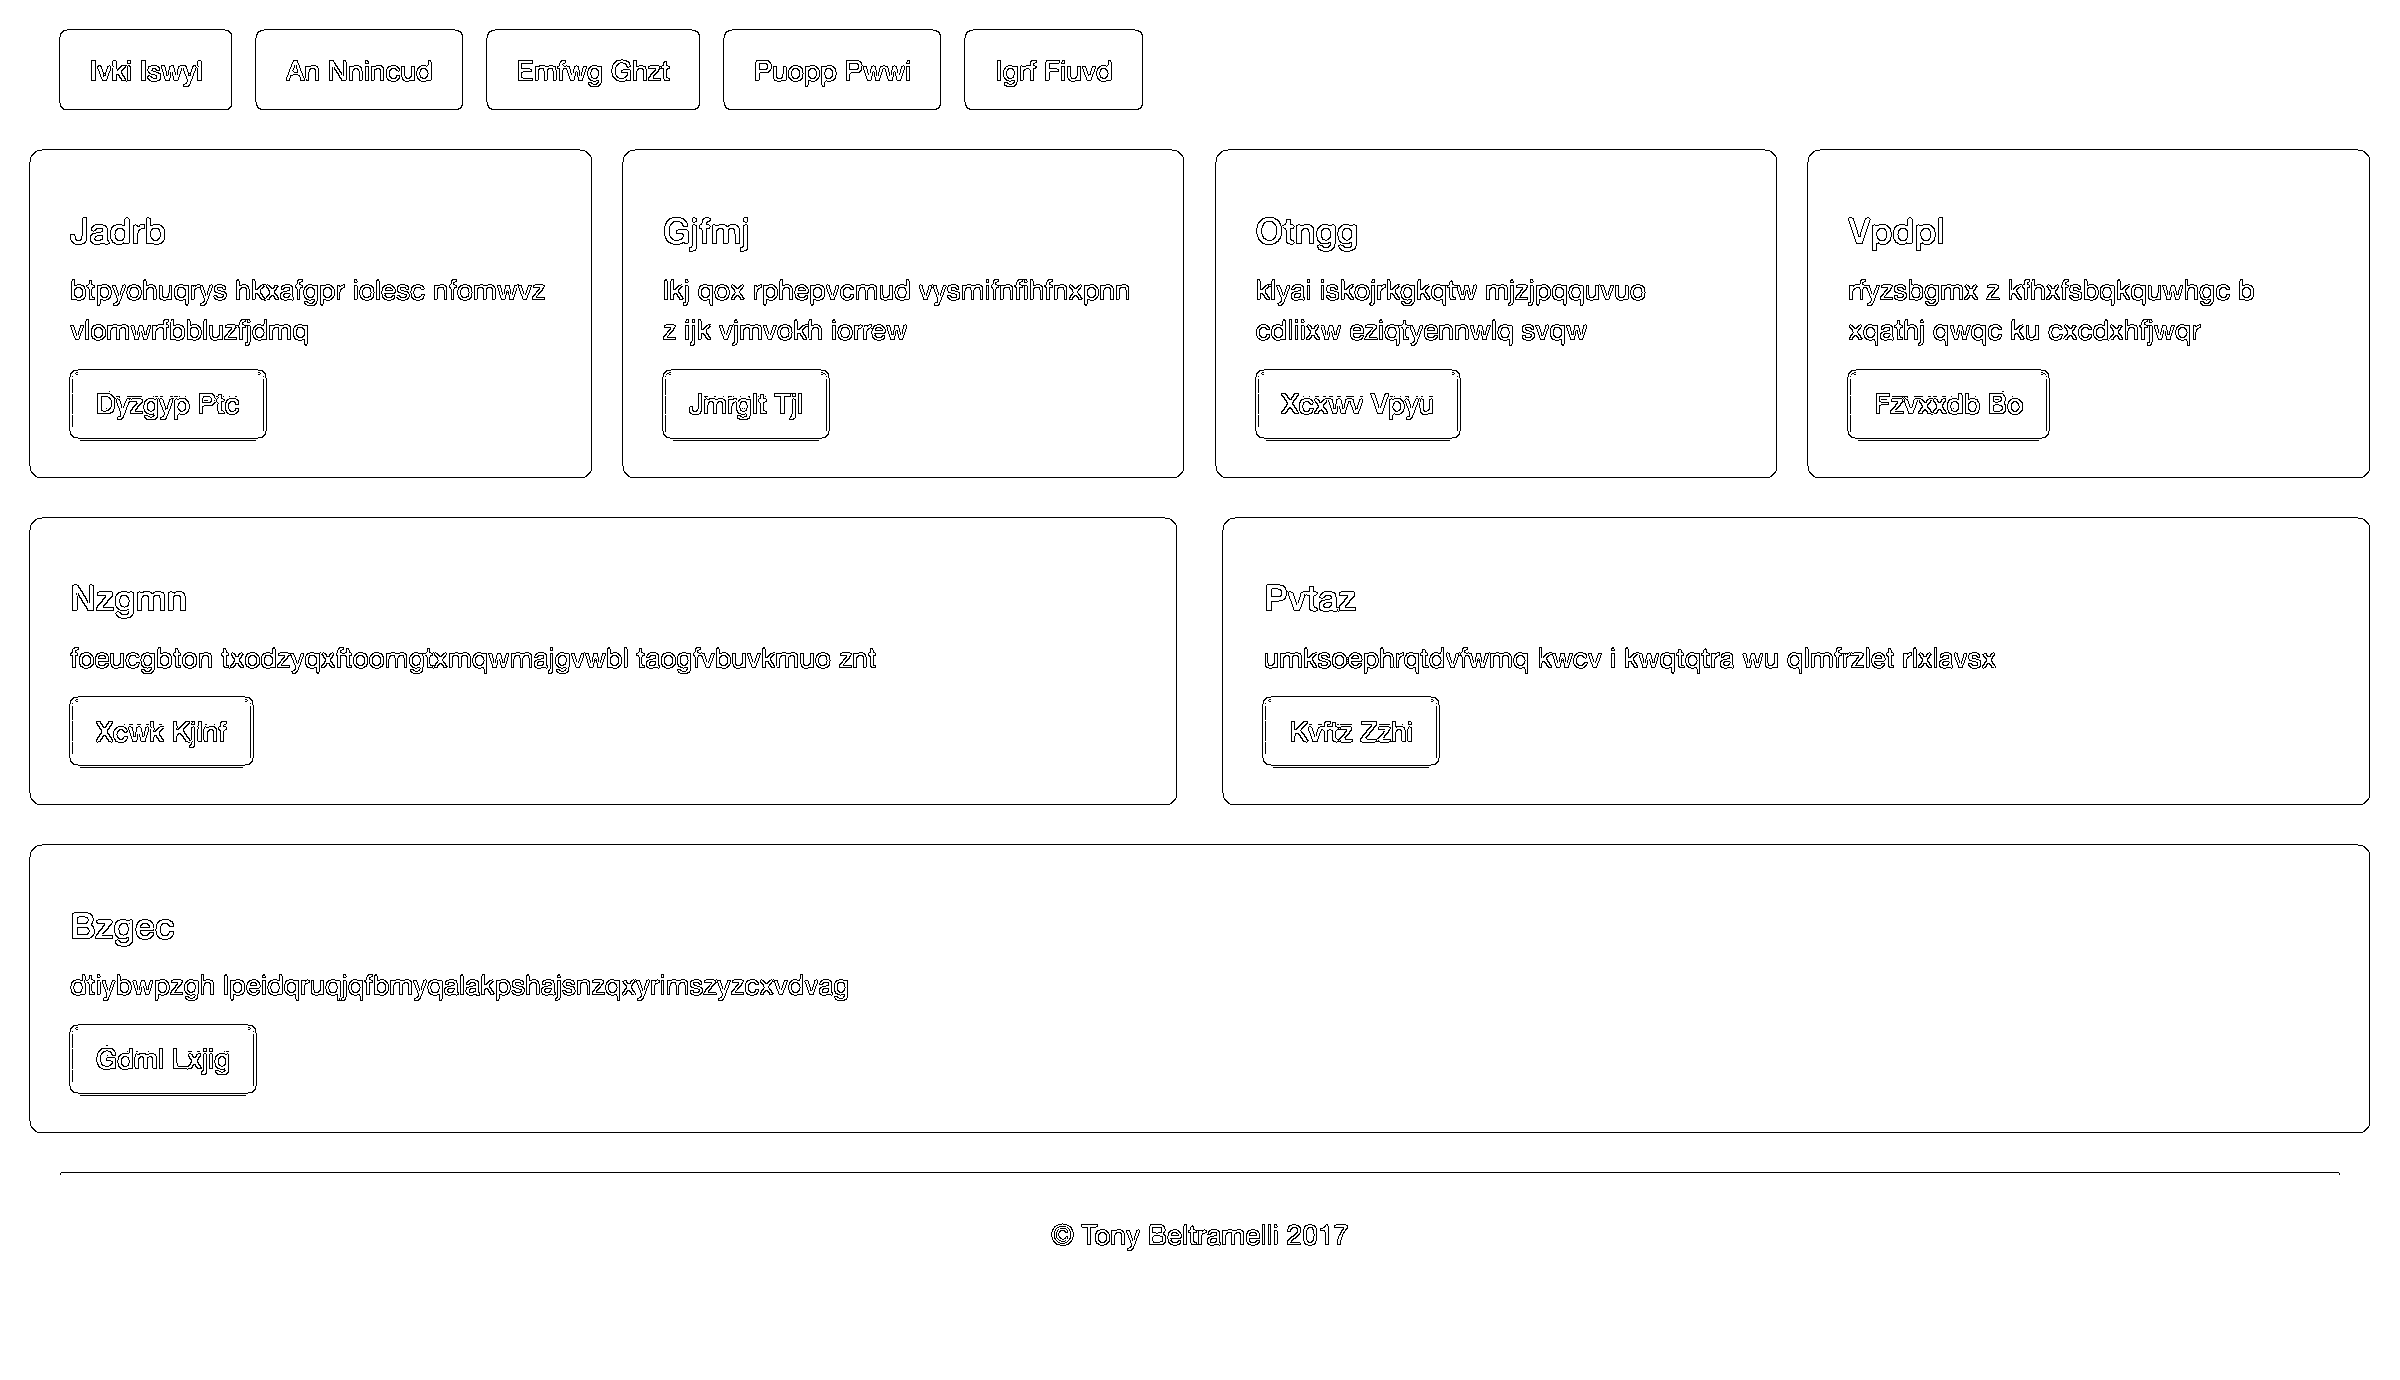 Ivki Iswyl
An Nnincud
Emfwg Ghzt
Puopp Pwwi
Igrf Fiuvd
Jadrb
btpyohuqrys hkxafgpr iolesc nfomwvz
vlomwrfbbluzfjdmq
Dyzgyp Ptc
Gjfmj
lkj qox rphepvcmud vysmifnfihfnxpnn
z ijk vjmvokh iorrew
Jmrglt Tjl
Otngg
klyai iskojrkgkqtw mjzjpqquvuo
cdliixw eziqtyennwlq svqw
Xcxwv Vpyu
Vpdpl
rfyzsbgmx z kfhxfsbqkquwhgc b
xqathj qwqc ku cxcdxhfjwqr
Fzvxxdb Bo
Nzgmn
foeucgbton txodzyqxftoomgtxmqwmajgvwbl taogfvbuvkmuo znt
Xcwk Kjlnf
Pvtaz
umksoephrqtdvfwmq kwcv i kwqtqtra wu qlmfrzlet rlxlavsx
Kvftz Zzhi
Bzgec
dtiybwpzgh lpeidqruqjqfbmyqalakpshajsnzqxyrimszyzcxvdvag
Gdml Lxjig
© Tony Beltramelli 2017